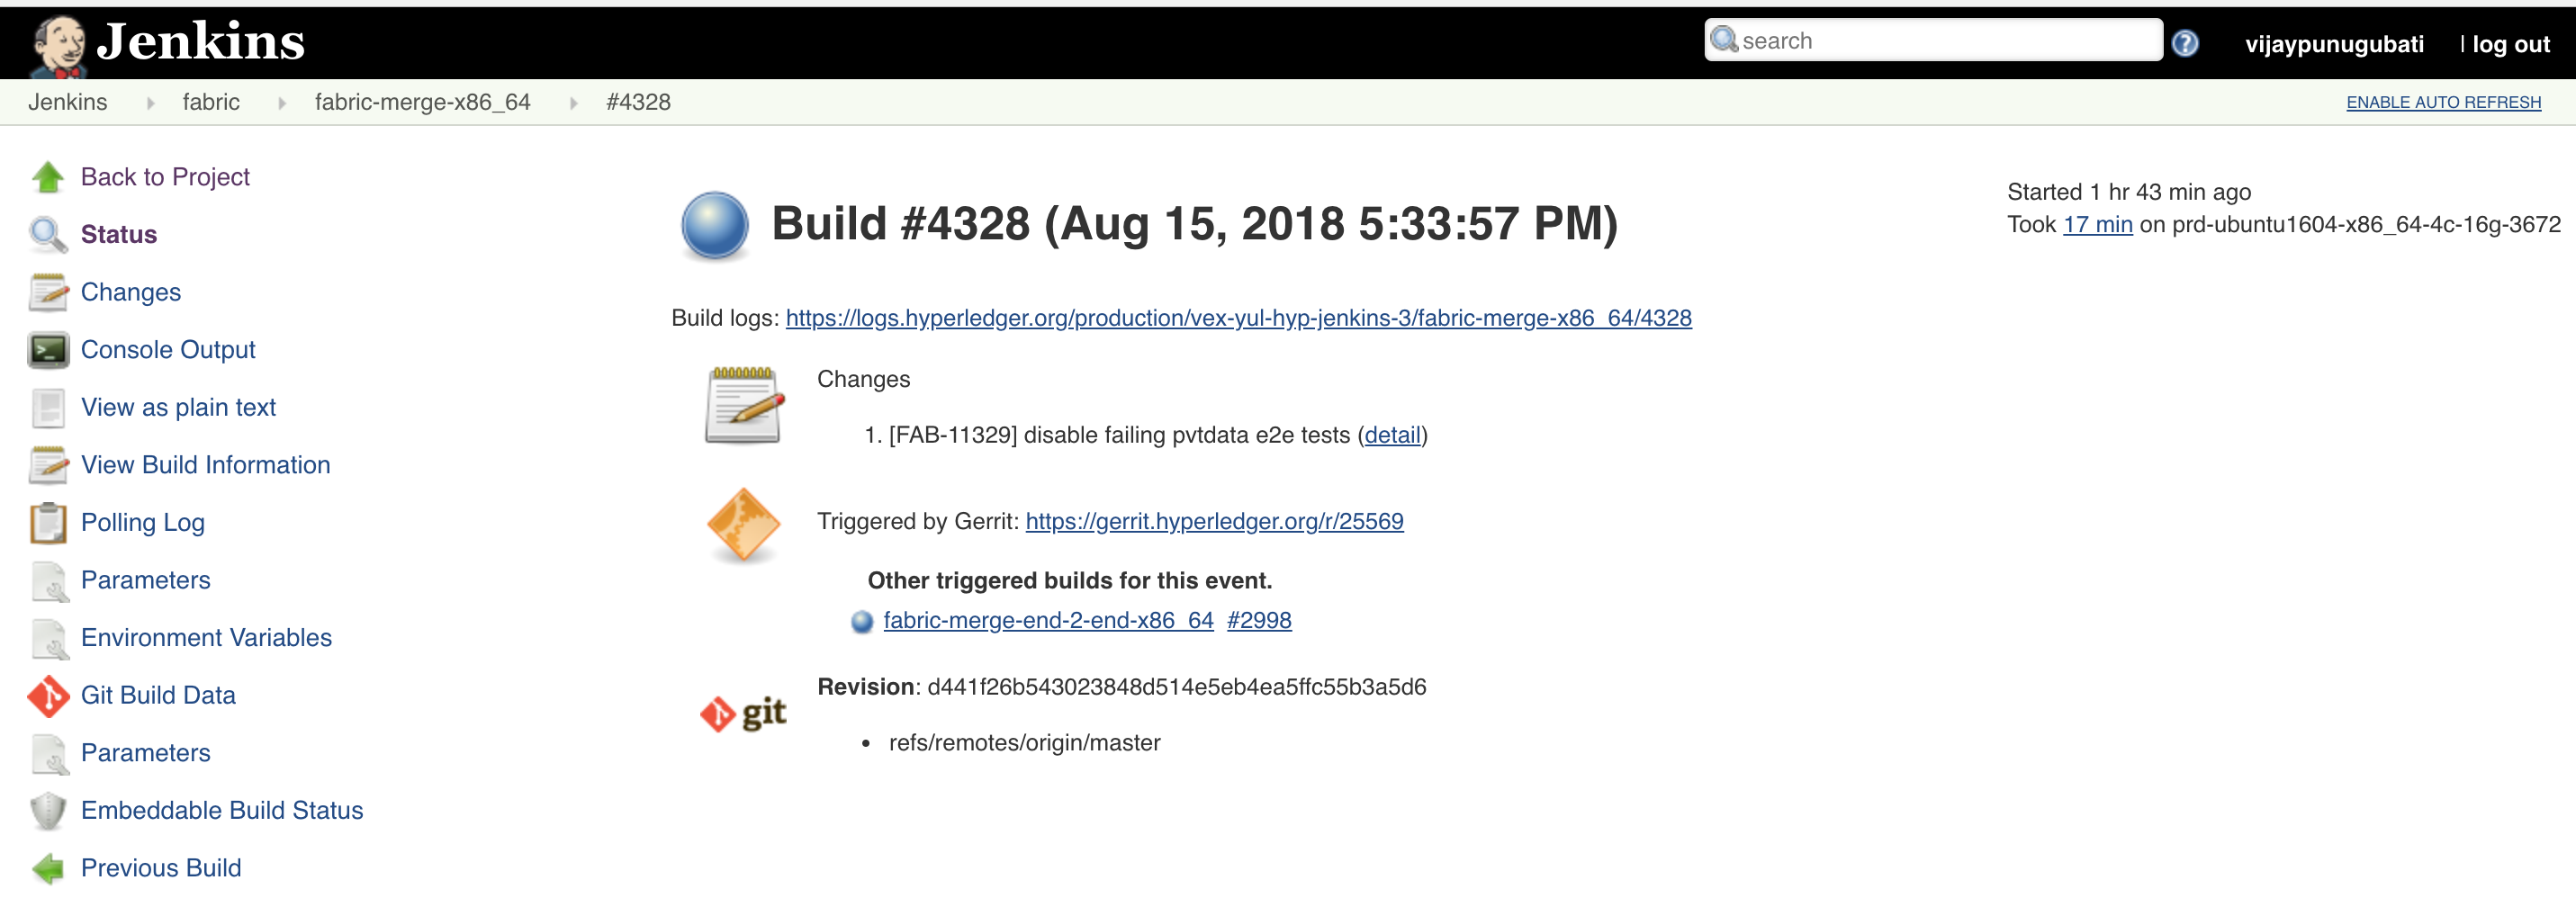 Jenkins
search
vijaypunugubati | log out
Jenkins fabric fabric-merge-x86_64 #4328
ENABLE AUTO REFRESH
Back to Project
Status
Changes
Console Output
View as plain text
View Build Information
Polling Log
Parameters
Environment Variables
Git Build Data
Parameters
Embeddable Build Status
Previous Build
Build #4328 (Aug 15, 2018 5:33:57 PM)
Started 1 hr 43 min ago
Took 17 min on prd-ubuntu1604-x86_64-4c-16g-3672
Build logs: https://logs.hyperledger.org/production/vex-yul-hyp-jenkins-3/fabric-merge-x86_64/4328
Changes
1. [FAB-11329] disable failing pvtdata e2e tests (detail)
Triggered by Gerrit: https://gerrit.hyperledger.org/r/25569
Other triggered builds for this event.
fabric-merge-end-2-end-x86_64 #2998
git
Revision: d441f26b543023848d514e5eb4ea5ffc55b3a5d6
• refs/remotes/origin/master